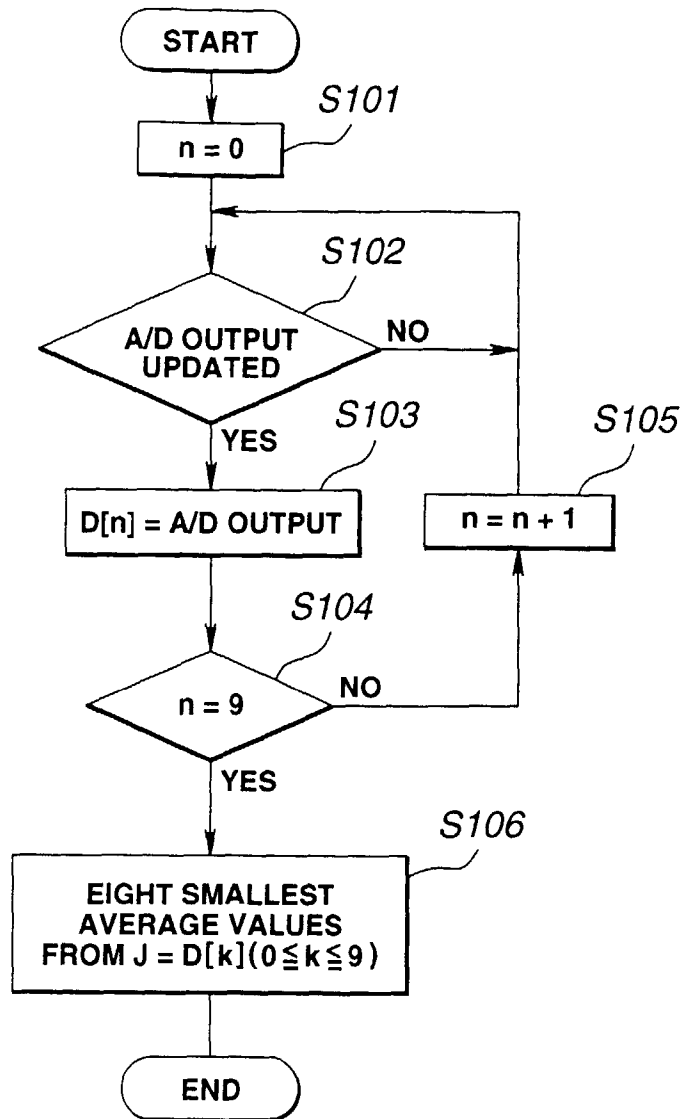 START
S101
n = 0
S102
A/D OUTPUT
UPDATED
NO
YES
S103
S105
D[n] = A/D OUTPUT
n = n + 1
S104
n = 9
NO
YES
S106
EIGHT SMALLEST
AVERAGE VALUES
FROM J = D[k](0≦k≦9)
END